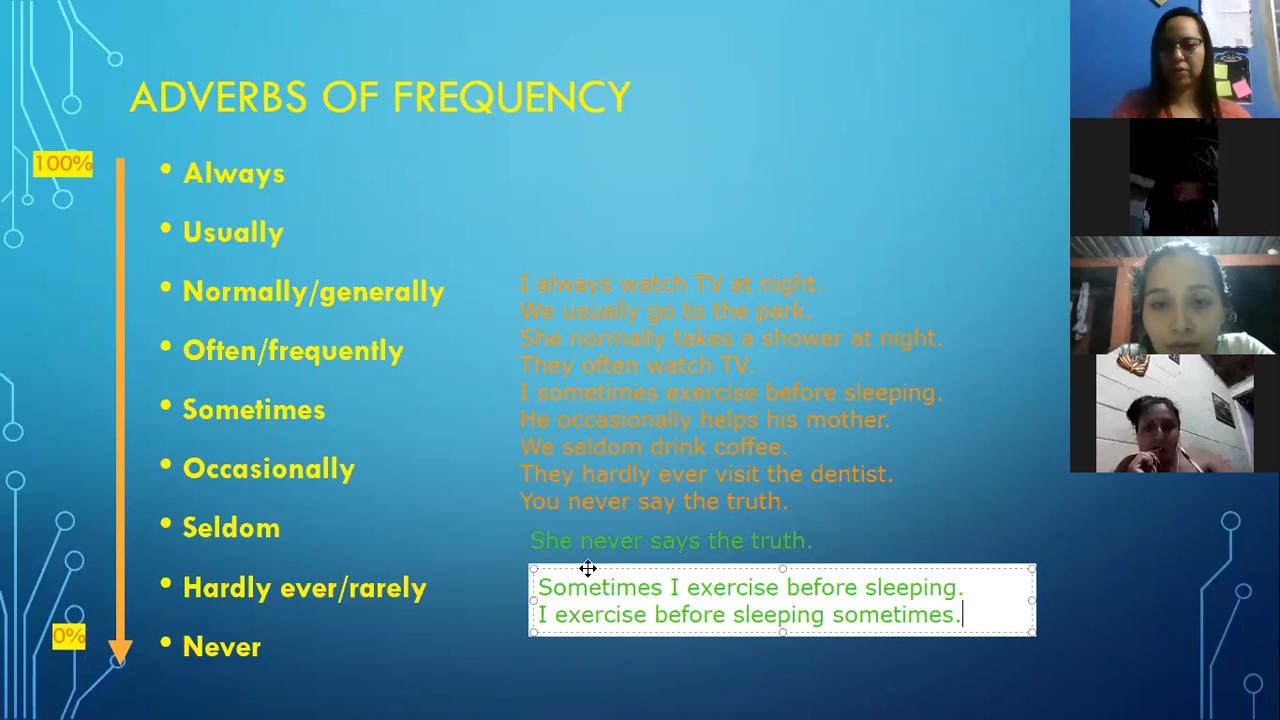 ADVERBS OF FREQUENCY
100%
• Always
• Usually
• Normally/generally
• Often/frequently
• Sometimes
• Occasionally
• Seldom
• Hardly ever/rarely
0%
• Never
I always watch TV at night.
We usually go to the park.
She normally takes a shower at night.
They often watch TV.
I sometimes exercise before sleeping.
He occasionally helps his mother.
We seldom drink coffee.
They hardly ever visit the dentist.
You never say the truth.
She never says the truth.
Sometimes I exercise before sleeping.
I exercise before sleeping sometimes.